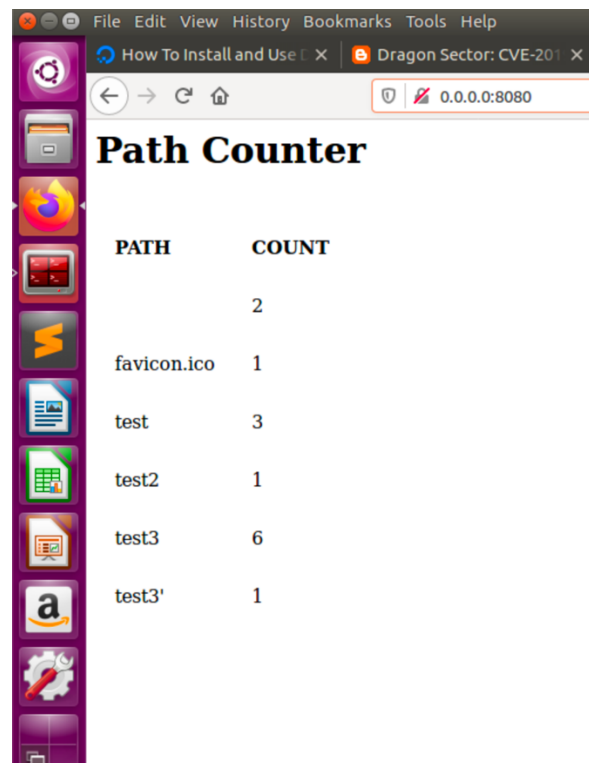 File Edit View History Bookmarks Tools Help
How To Install and Use D
Dragon Sector: CVE-201
0.0.0.0:8080
Path Counter
PATH COUNT
2
favicon.ico 1
test 3
test2 1
test3 6
test3' 1